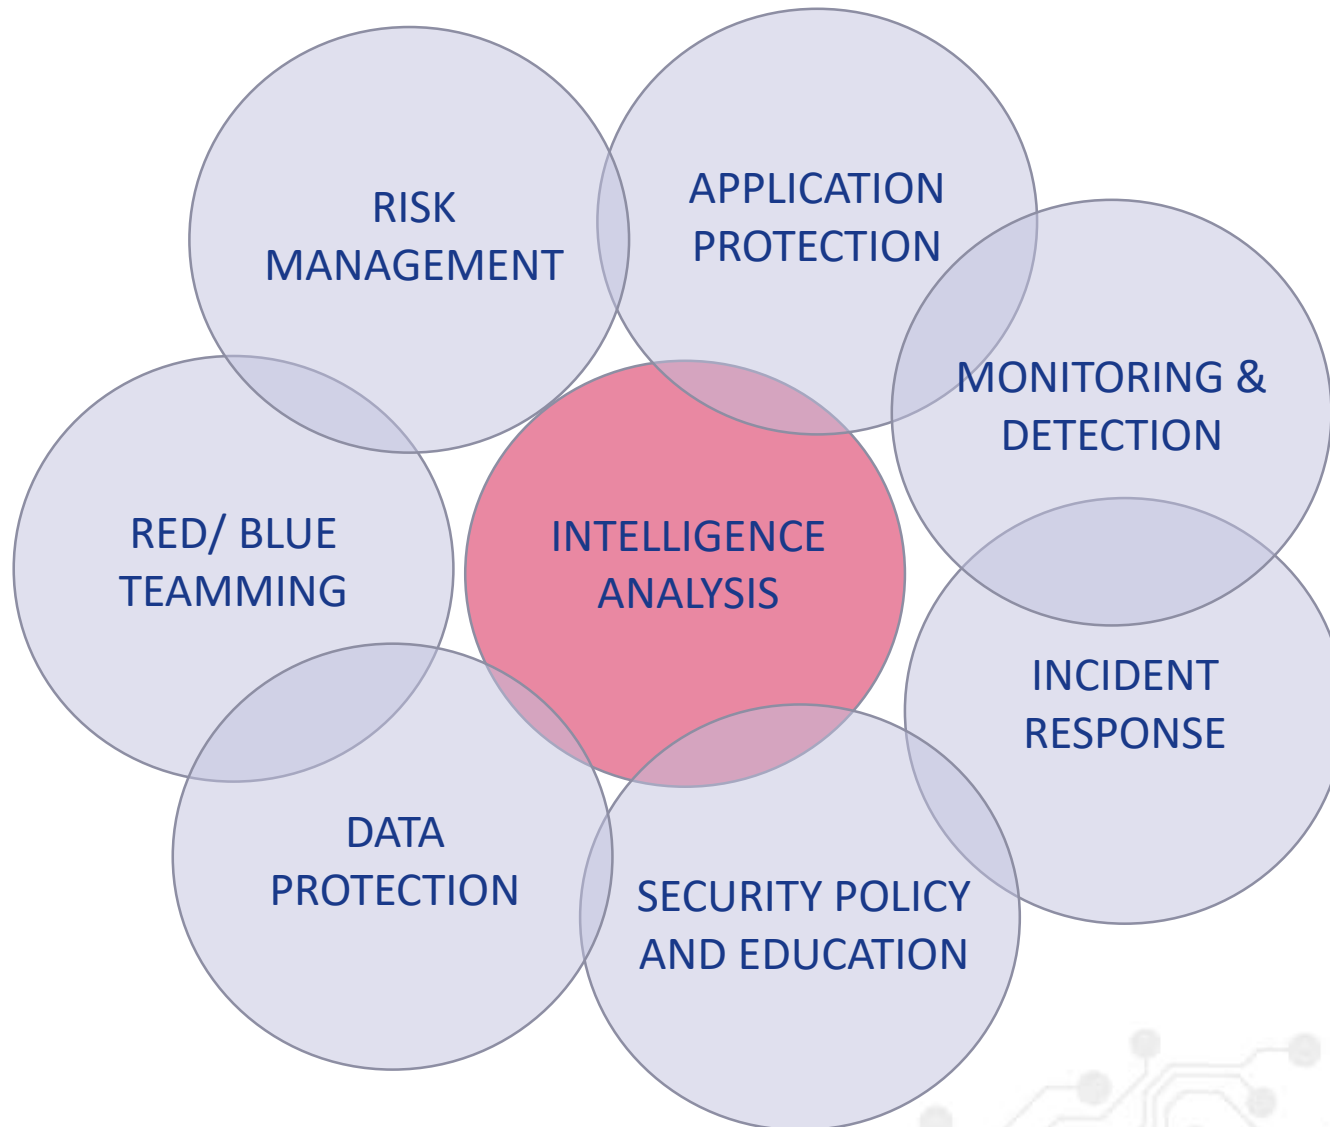 RISK
MANAGEMENT
APPLICATION
PROTECTION
MONITORING &
DETECTION
RED/ BLUE
TEAMMING
INTELLIGENCE
ANALYSIS
INCIDENT
RESPONSE
DATA
PROTECTION
SECURITY POLICY
AND EDUCATION